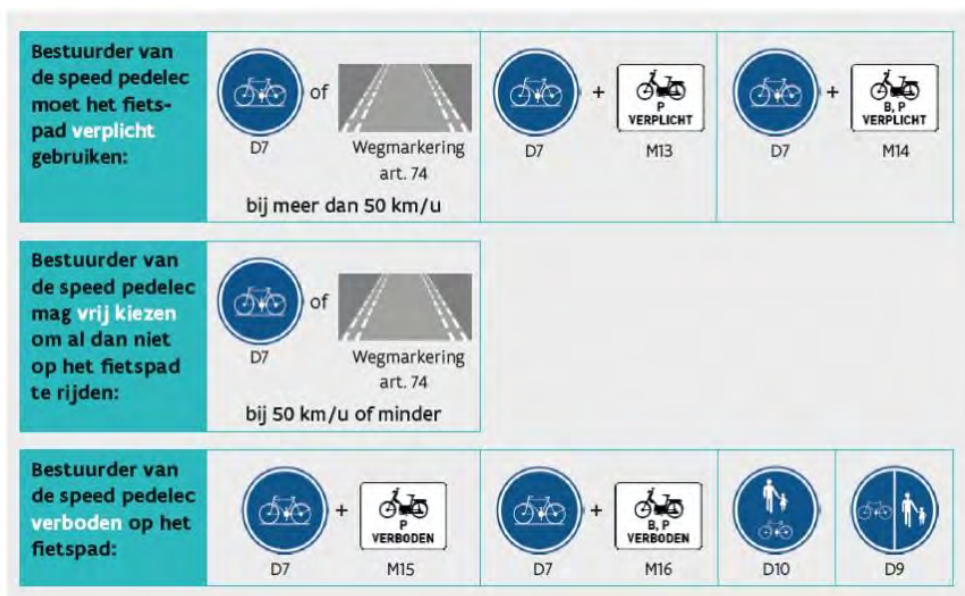 Bestuurder van
de speed pedelec
moet het fiets-
pad verplicht
gebruiken:
of
D7
Wegmarkering
art. 74
bij meer dan 50 km/u
+
P
VERPLICHT
D7
M13
+
B, P
VERPLICHT
D7
M14
Bestuurder van
de speed pedelec
mag vrij kiezen
om al dan niet
op het fietspad
te rijden:
of
D7
Wegmarkering
art. 74
bij 50 km/u of minder
Bestuurder van
de speed pedelec
verboden op het
fietspad:
+
P
VERBODEN
D7
M15
+
B, P
VERBODEN
D7
M16
D10
D9